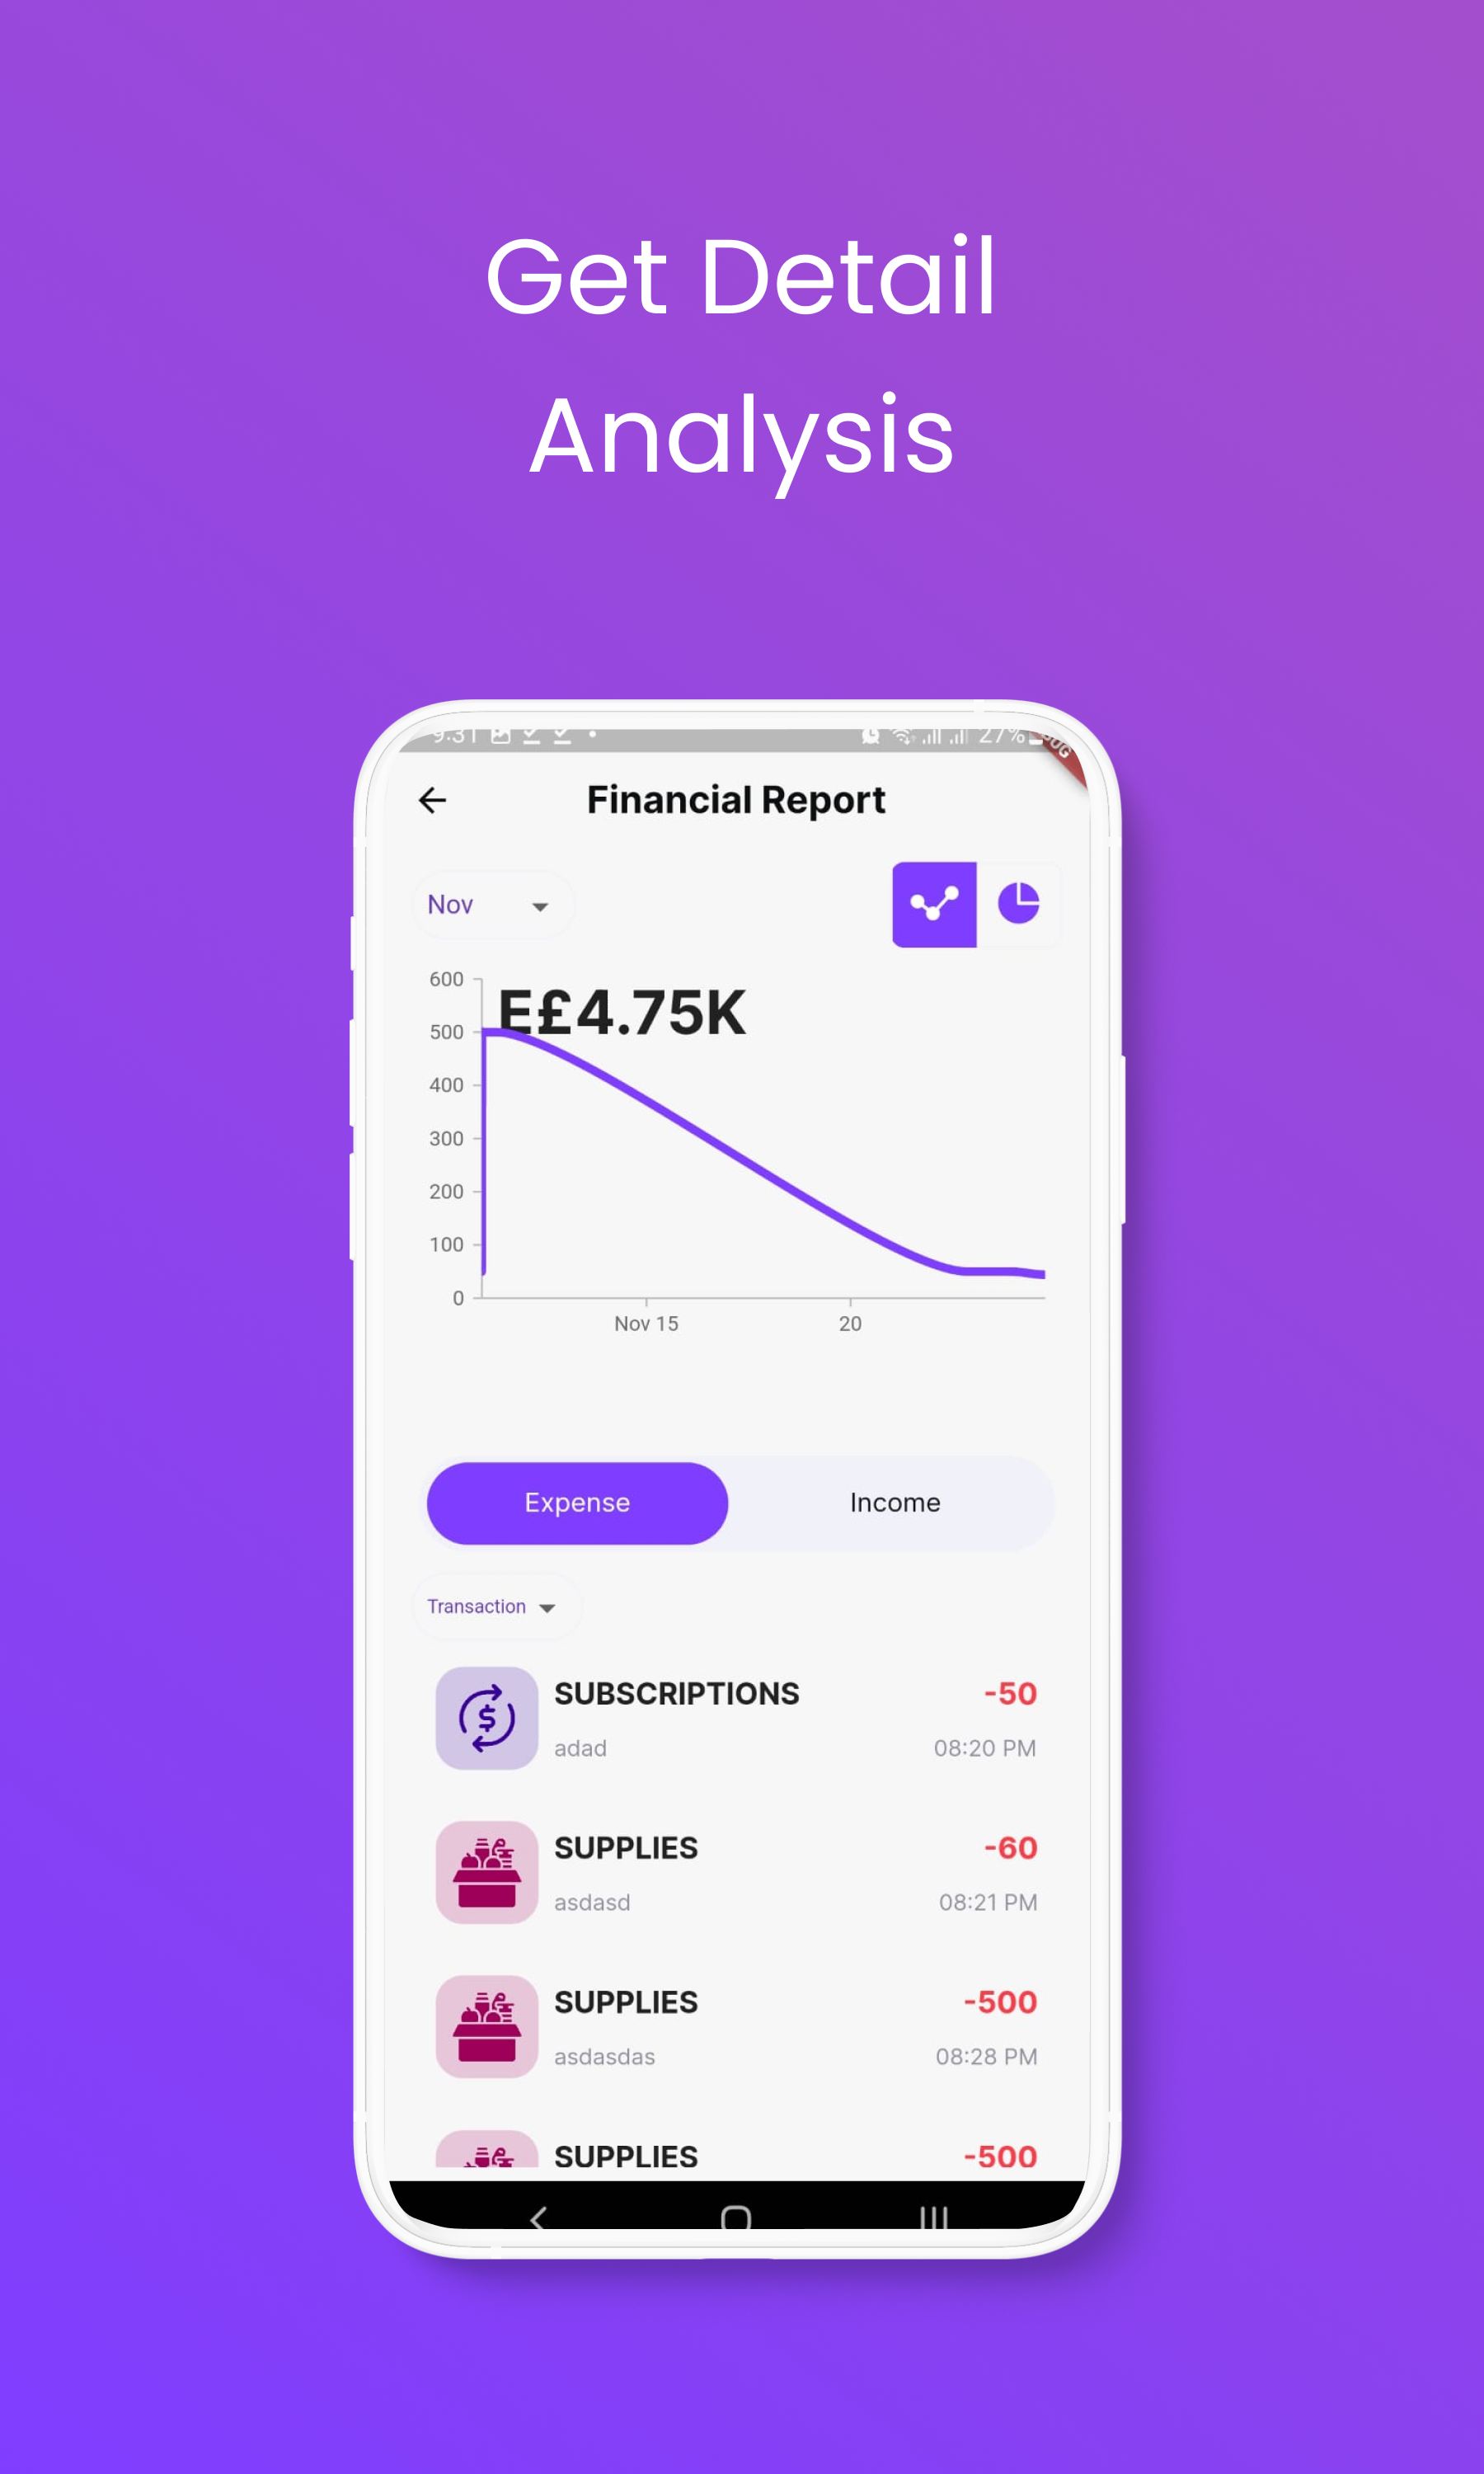 Get Detail
Analysis
9:31 27%
Financial Report
Nov
600
E£4.75K
500
400
300
200
100
0
Nov 15 20
Expense Income
Transaction
SUBSCRIPTIONS -50
adad 08:20 PM
SUPPLIES -60
asdasd 08:21 PM
SUPPLIES -500
asdasdas 08:28 PM
SUPPLIES -500